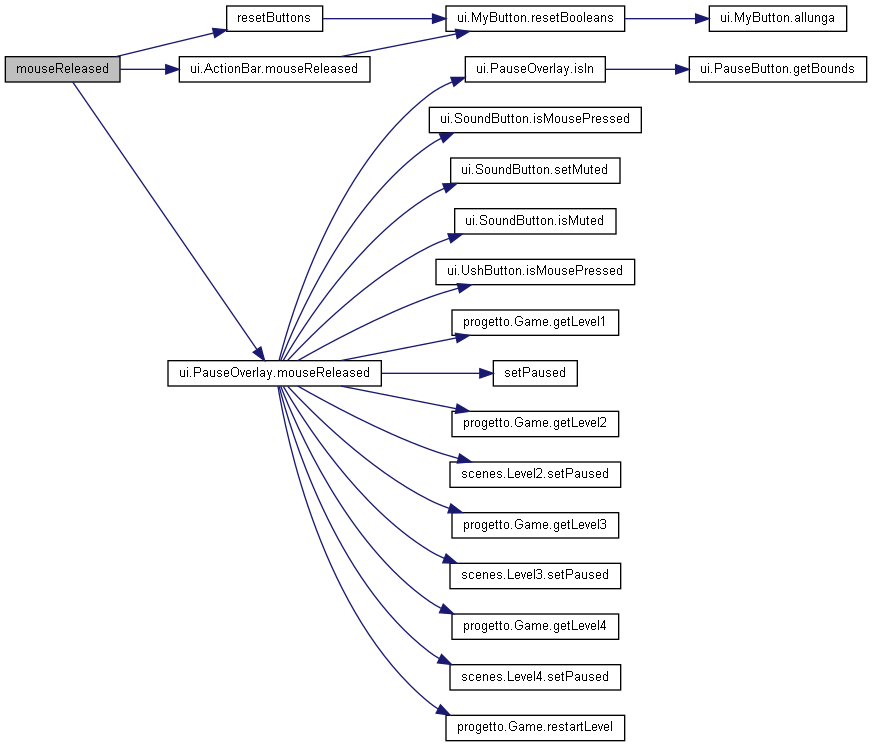 resetButtons
ui.MyButton.resetBooleans
ui.MyButton.allunga
mouseReleased
ui.ActionBar.mouseReleased
ui.PauseOverlay.isIn
ui.PauseButton.getBounds
ui.SoundButton.isMousePressed
ui.SoundButton.setMuted
ui.SoundButton.isMuted
ui.UshButton.isMousePressed
progetto.Game.getLevel1
ui.PauseOverlay.mouseReleased
setPaused
progetto.Game.getLevel2
scenes.Level2.setPaused
progetto.Game.getLevel3
scenes.Level3.setPaused
progetto.Game.getLevel4
scenes.Level4.setPaused
progetto.Game.restartLevel